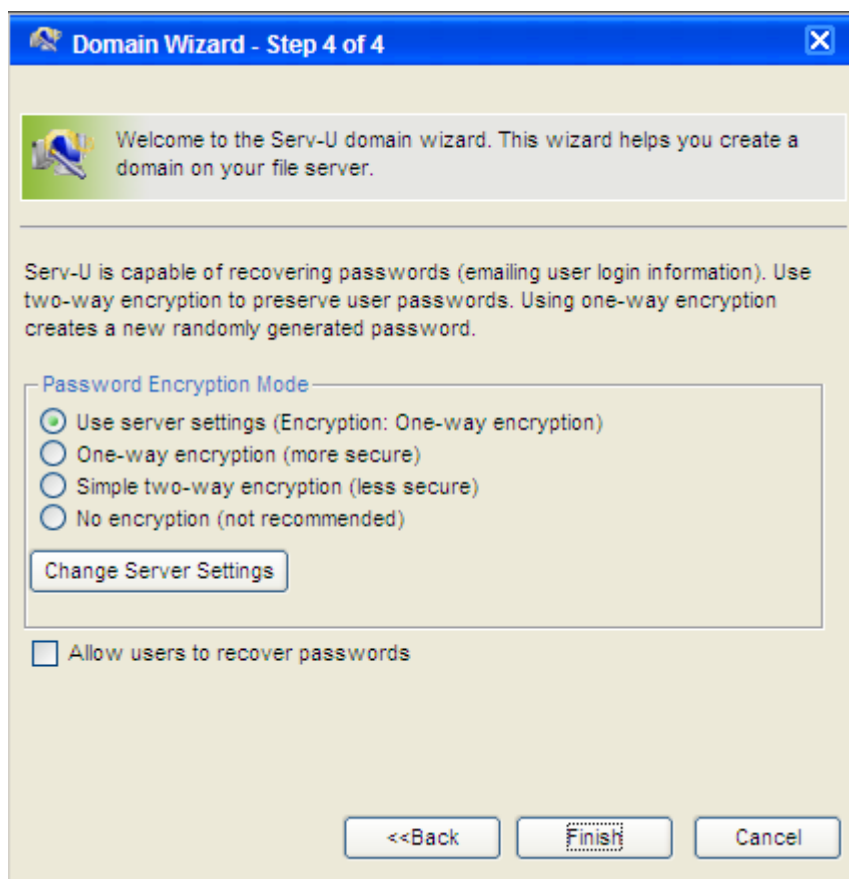 Domain Wizard - Step 4 of 4
Welcome to the Serv-U domain wizard. This wizard helps you create a
domain on your file server.
Serv-U is capable of recovering passwords (emailing user login information). Use
two-way encryption to preserve user passwords. Using one-way encryption
creates a new randomly generated password.
Password Encryption Mode
Use server settings (Encryption: One-way encryption)
One-way encryption (more secure)
Simple two-way encryption (less secure)
No encryption (not recommended)
Change Server Settings
Allow users to recover passwords
<<Back Finish Cancel